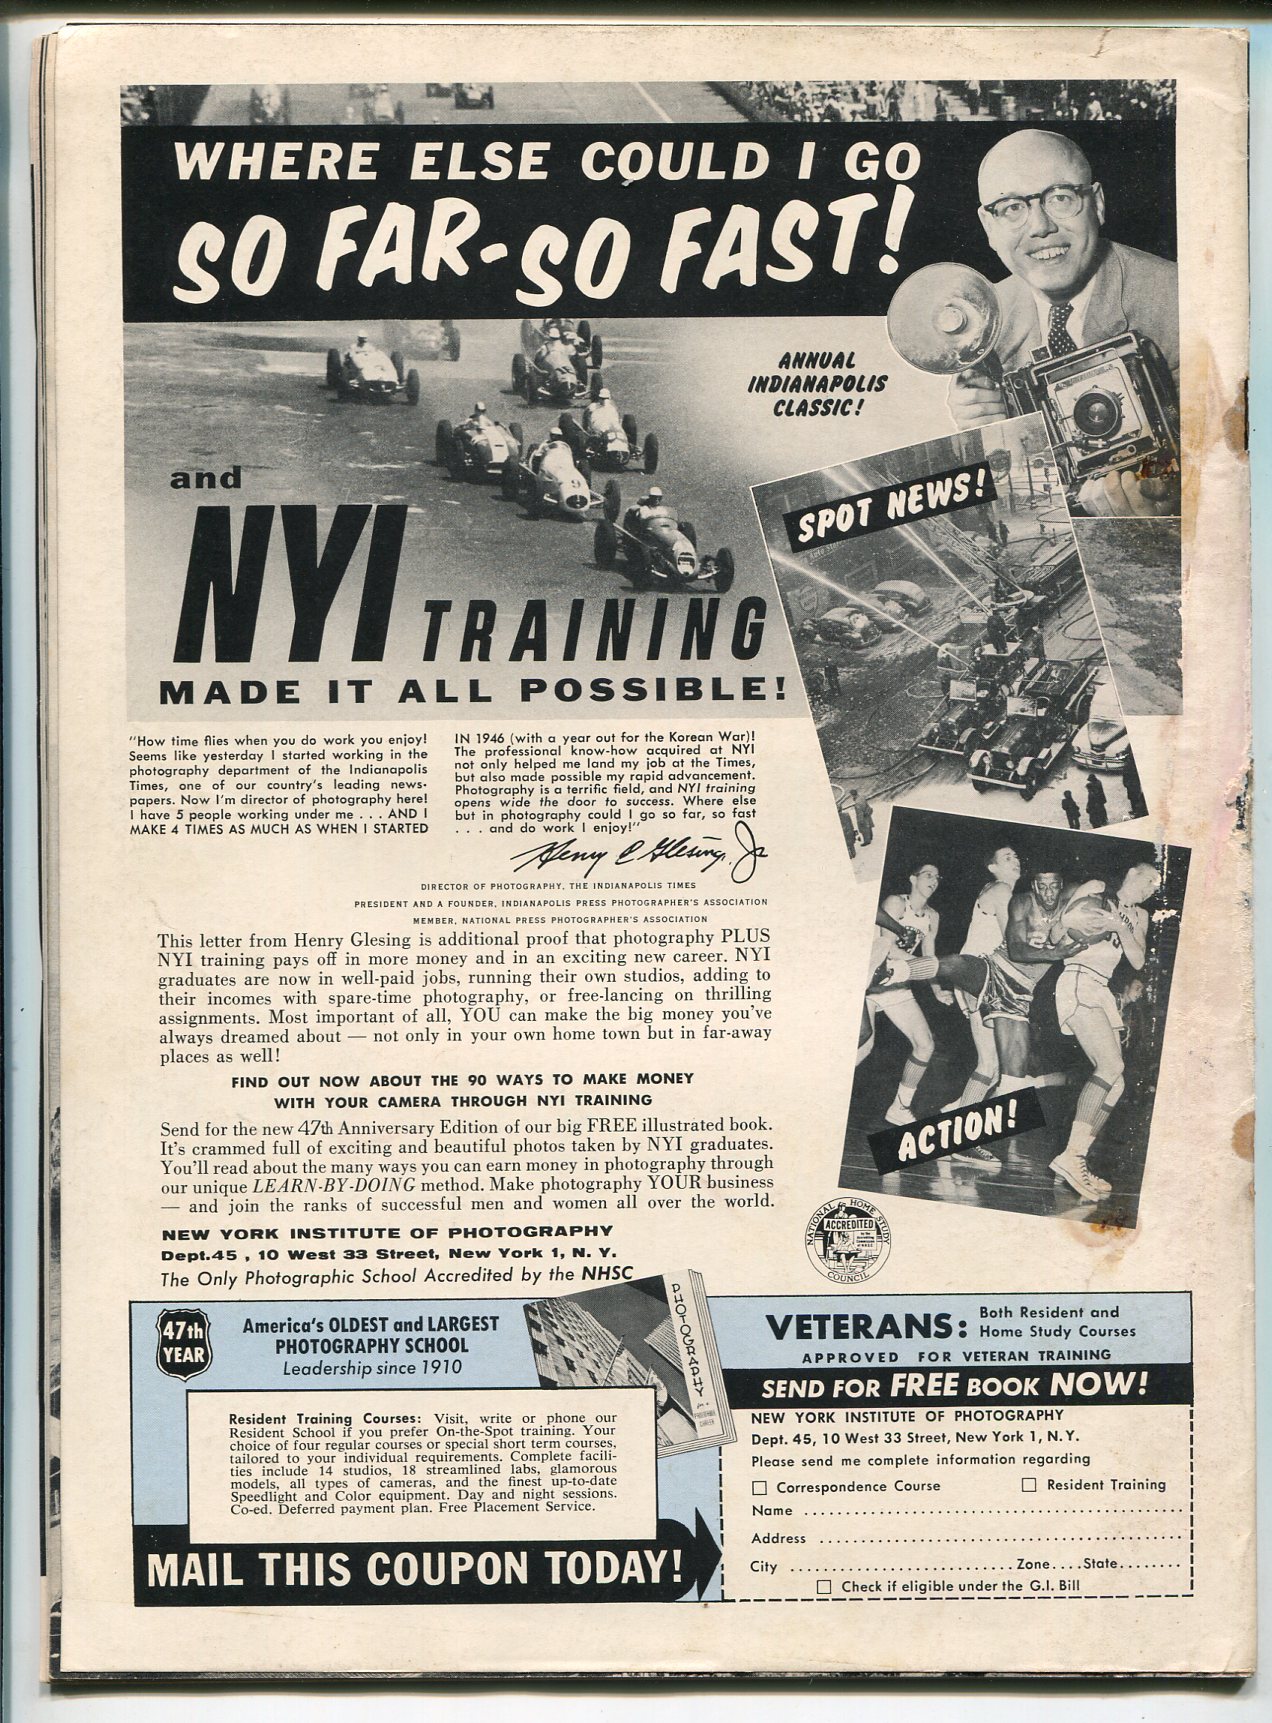 WHERE ELSE COULD I GO
SO FAR-SO FAST!
ANNUAL
INDIANAPOLIS
CLASSIC!
and
NYI TRAINING
MADE IT ALL POSSIBLE!
SPOT NEWS!
9
"How time flies when you do work you enjoy!
Seems like yesterday I started working in the
photography department of the Indianapolis
Times, one of our country's leading news-
papers. Now I'm director of photography here!
I have 5 people working under me . . . AND I
MAKE 4 TIMES AS MUCH AS WHEN I STARTED
IN 1946 (with a year out for the Korean War)!
The professional know-how acquired at NYI
not only helped me land my job at the Times,
but also made possible my rapid advancement.
Photography is a terrific field, and NYI training
opens wide the door to success. Where else
but in photography could I go so far, so fast
. . . and do work I enjoy!"
Henry E Glesing, Jr
DIRECTOR OF PHOTOGRAPHY, THE INDIANAPOLIS TIMES
PRESIDENT AND A FOUNDER, INDIANAPOLIS PRESS PHOTOGRAPHER'S ASSOCIATION
MEMBER, NATIONAL PRESS PHOTOGRAPHER'S ASSOCIATION
This letter from Henry Glesing is additional proof that photography PLUS
NYI training pays off in more money and in an exciting new career. NYI
graduates are now in well-paid jobs, running their own studios, adding to
their incomes with spare-time photography, or free-lancing on thrilling
assignments. Most important of all, YOU can make the big money you've
always dreamed about — not only in your own home town but in far-away
places as well!
FIND OUT NOW ABOUT THE 90 WAYS TO MAKE MONEY
WITH YOUR CAMERA THROUGH NYI TRAINING
Send for the new 47th Anniversary Edition of our big FREE illustrated book.
It's crammed full of exciting and beautiful photos taken by NYI graduates.
You'll read about the many ways you can earn money in photography through
our unique LEARN-BY-DOING method. Make photography YOUR business
— and join the ranks of successful men and women all over the world.
ACTION!
NEW YORK INSTITUTE OF PHOTOGRAPHY
Dept.45 , 10 West 33 Street, New York 1, N. Y.
The Only Photographic School Accredited by the NHSC
NATIONAL HOME STUDY
ACCREDITED
COUNCIL
47th
YEAR
America's OLDEST and LARGEST
PHOTOGRAPHY SCHOOL
Leadership since 1910
PHOTOGRAPHY
for a
CAREER
Resident Training Courses: Visit, write or phone our
Resident School if you prefer On-the-Spot training. Your
choice of four regular courses or special short term courses,
tailored to your individual requirements. Complete facili-
ties include 14 studios, 18 streamlined labs, glamorous
models, all types of cameras, and the finest up-to-date
Speedlight and Color equipment. Day and night sessions.
Co-ed. Deferred payment plan. Free Placement Service.
MAIL THIS COUPON TODAY!
VETERANS: Both Resident and
Home Study Courses
APPROVED FOR VETERAN TRAINING
SEND FOR FREE BOOK NOW!
NEW YORK INSTITUTE OF PHOTOGRAPHY
Dept. 45, 10 West 33 Street, New York 1, N.Y.
Please send me complete information regarding
Correspondence Course Resident Training
Name
Address
City Zone State
Check if eligible under the G.I. Bill